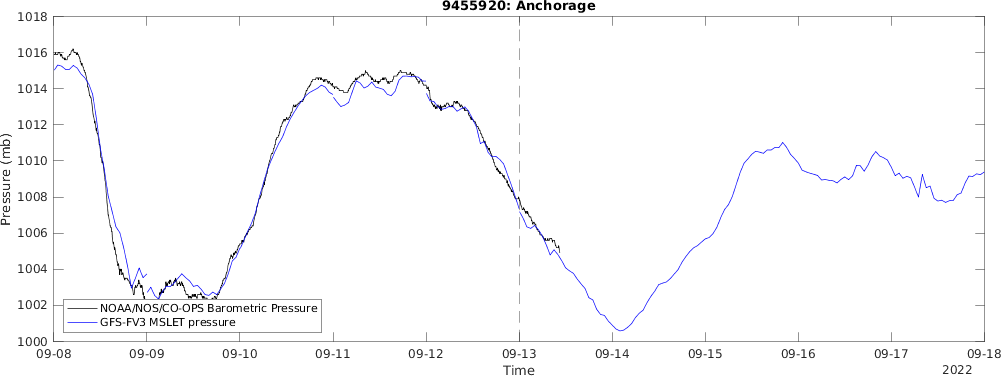 9455920: Anchorage
1018
1016
1014
1012
1010
1008
1006
1004
1002
1000
Pressure (mb)
NOAA/NOS/CO-OPS Barometric Pressure
GFS-FV3 MSLET pressure
09-08 09-09 09-10 09-11 09-12 09-13 09-14 09-15 09-16 09-17 09-18
Time
2022